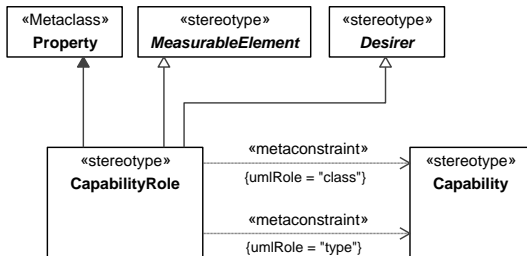 «Metaclass»
Property
«stereotype»
MeasurableElement
«stereotype»
Desirer
«stereotype»
CapabilityRole
«metaconstraint»
{umlRole = "class"}
«metaconstraint»
{umlRole = "type"}
«stereotype»
Capability